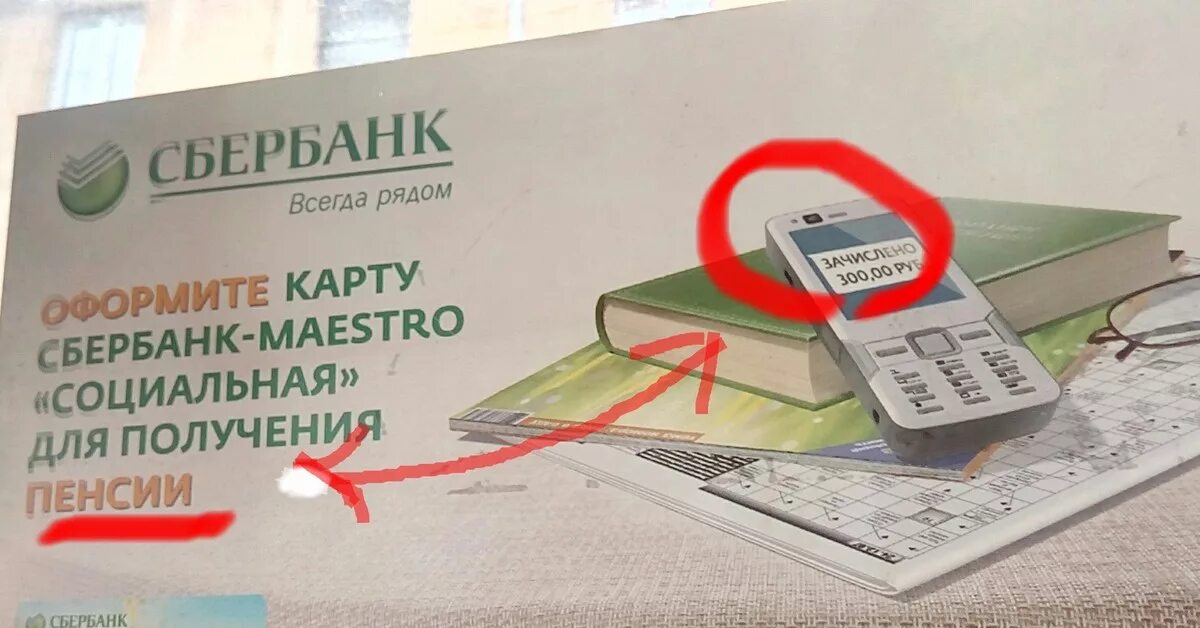 СБЕРБАНК
Всегда рядом
ОФОРМИТЕ КАРТУ
СБЕРБАНК-MAESTRO
«СОЦИАЛЬНАЯ»
ДЛЯ ПОЛУЧЕНИЯ
ПЕНСИИ
ЗАЧИСЛЕНО
300,00 РУБ
СБЕРБАНК